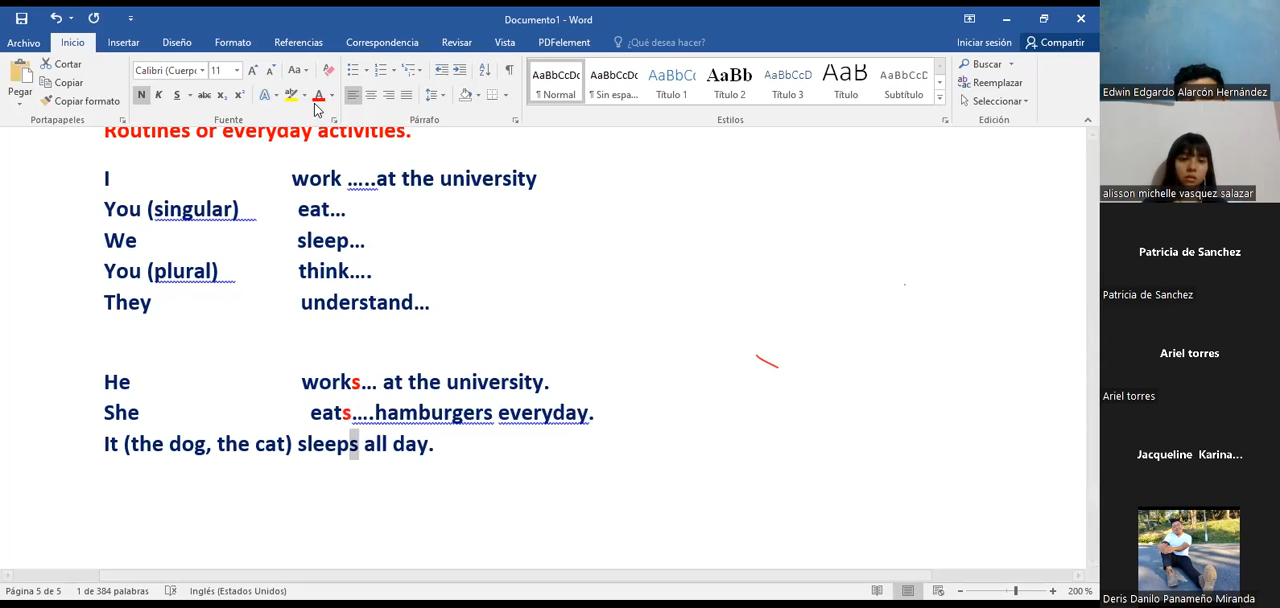 Documento1 - Word
Archivo Inicio Insertar Diseño Formato Referencias Correspondencia Revisar Vista PDFelement ¿Qué desea hacer? Iniciar sesión Compartir
Pegar
Cortar
Copiar
Copiar formato
Portapapeles
Calibri (Cuerpo 11
Fuente
Párrafo
AaBbCcDc AaBbCcDc AaBbCc AaBb AaBbCcD AaB AaBbCcD
¶ Normal ¶ Sin espa... Título 1 Título 2 Título 3 Título Subtítulo
Estilos
Buscar
Reemplazar
Seleccionar
Edición
Routines or everyday activities.
I work …..at the university
You (singular) eat…
We sleep…
You (plural) think….
They understand…
He works… at the university.
She eats….hamburgers everyday.
It (the dog, the cat) sleeps all day.
Página 5 de 5 1 de 384 palabras Inglés (Estados Unidos) 200 %
Edwin Edgardo Alarcón Hernández
alisson michelle vasquez salazar
Patricia de Sanchez
Patricia de Sanchez
Ariel torres
Ariel torres
Jacqueline Karina...
Deris Danilo Panameño Miranda